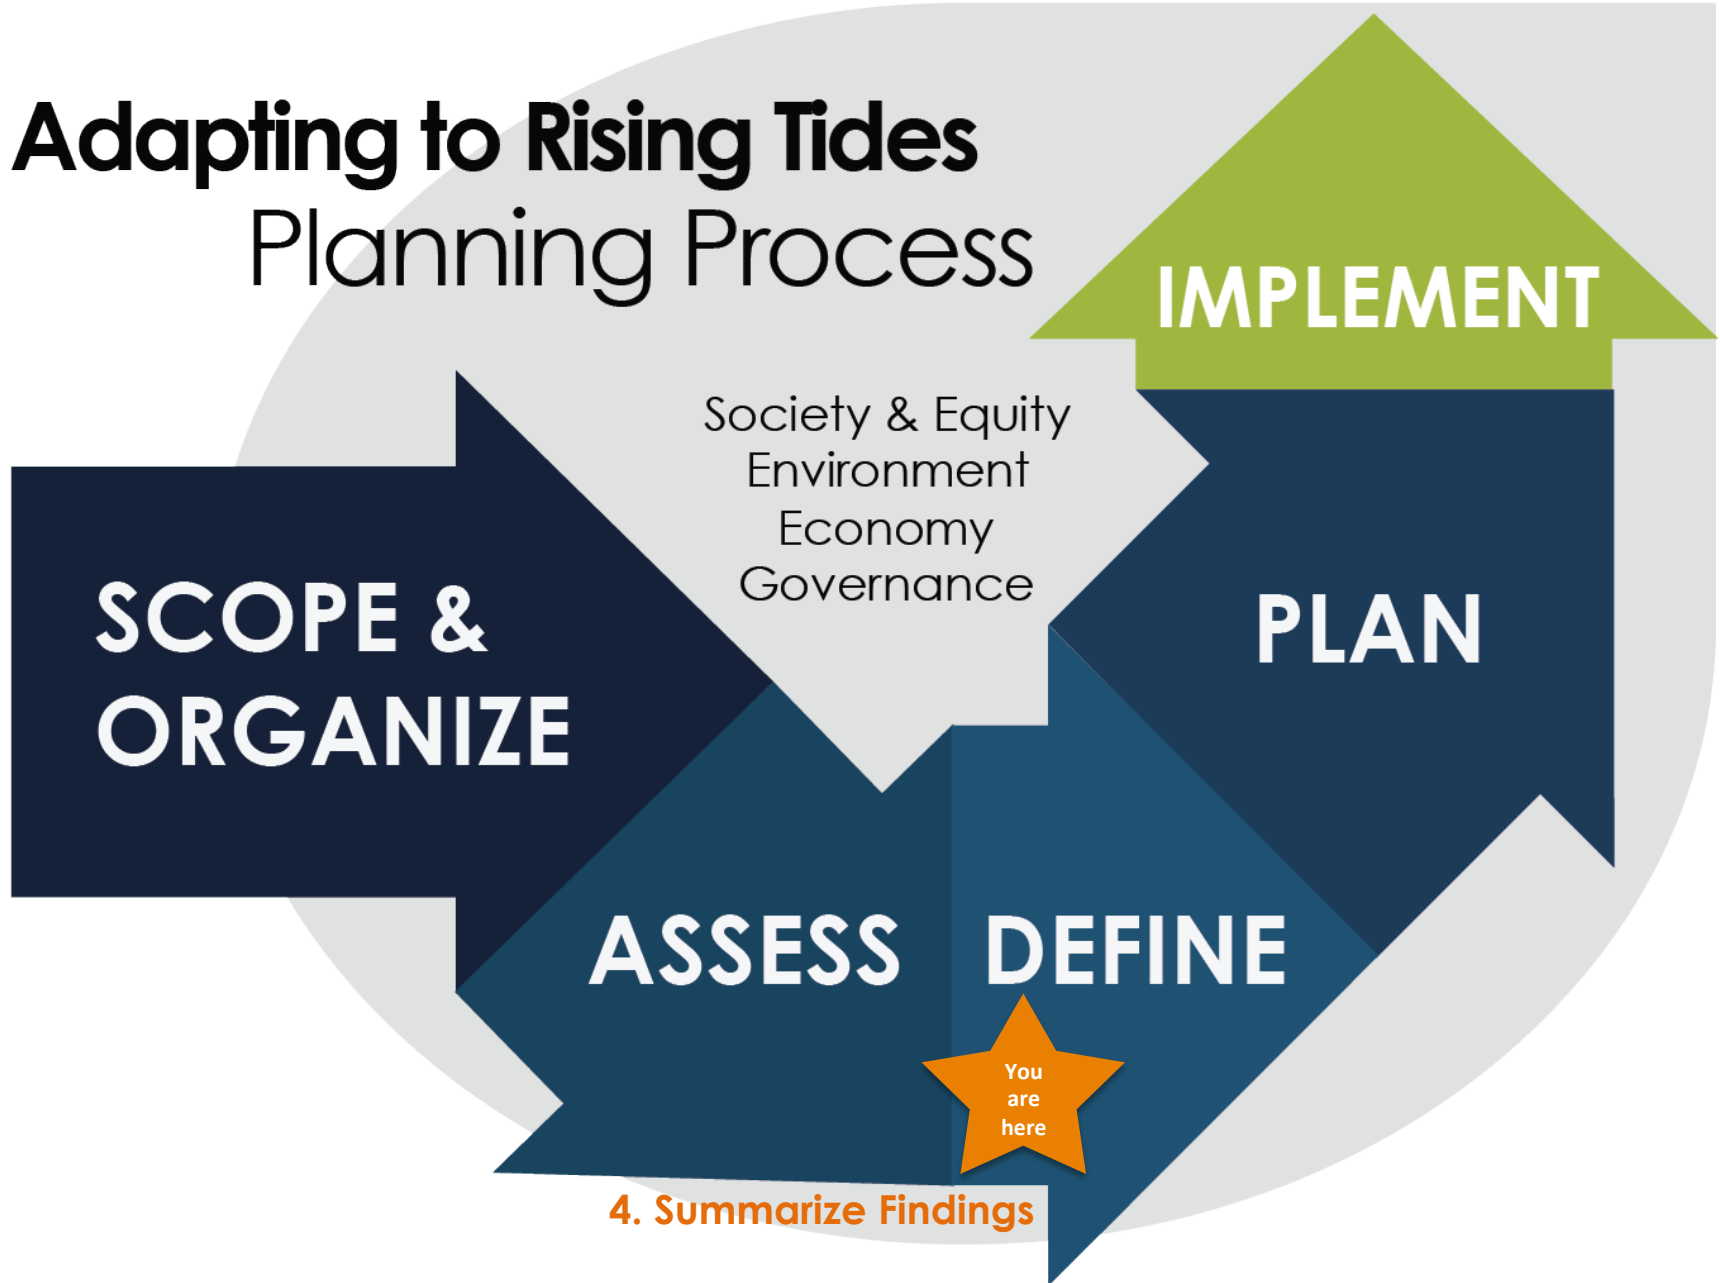 Adapting to Rising Tides
Planning Process
IMPLEMENT
Society & Equity
Environment
Economy
Governance
SCOPE &
ORGANIZE
PLAN
ASSESS
DEFINE
You
are
here
4. Summarize Findings